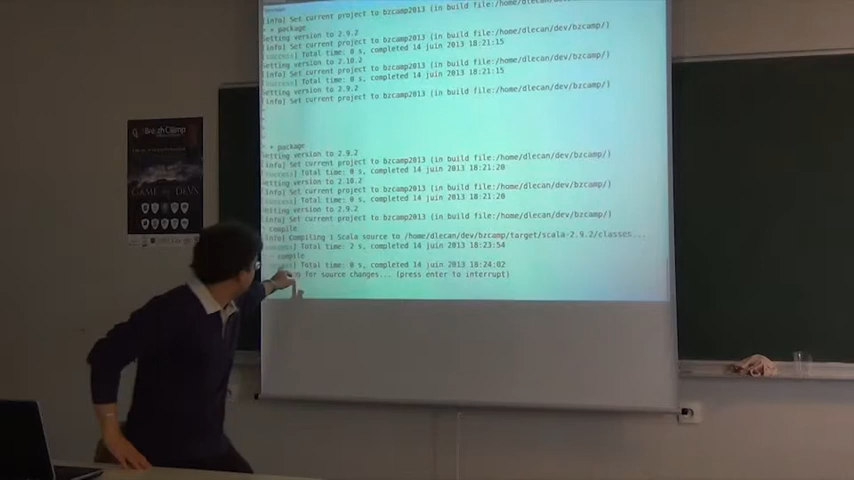 [info] Set current project to bzcamp2013 (in build file:/home/dlecan/dev/bzcamp/)
> + package
Setting version to 2.9.2
[info] Set current project to bzcamp2013 (in build file:/home/dlecan/dev/bzcamp/)
[success] Total time: 0 s, completed 14 juin 2013 18:21:15
Setting version to 2.10.2
[info] Set current project to bzcamp2013 (in build file:/home/dlecan/dev/bzcamp/)
[success] Total time: 0 s, completed 14 juin 2013 18:21:15
Setting version to 2.9.2
[info] Set current project to bzcamp2013 (in build file:/home/dlecan/dev/bzcamp/)
> + package
Setting version to 2.9.2
[info] Set current project to bzcamp2013 (in build file:/home/dlecan/dev/bzcamp/)
[success] Total time: 0 s, completed 14 juin 2013 18:21:20
Setting version to 2.10.2
[info] Set current project to bzcamp2013 (in build file:/home/dlecan/dev/bzcamp/)
[success] Total time: 0 s, completed 14 juin 2013 18:21:20
Setting version to 2.9.2
[info] Set current project to bzcamp2013 (in build file:/home/dlecan/dev/bzcamp/)
compile
[info] Compiling 1 Scala source to /home/dlecan/dev/bzcamp/target/scala-2.9.2/classes...
[success] Total time: 2 s, completed 14 juin 2013 18:23:54
compile
Total time: 0 s, completed 14 juin 2013 18:24:02
for source changes... (press enter to interrupt)
BreizhCamp
GAME OF DEVS